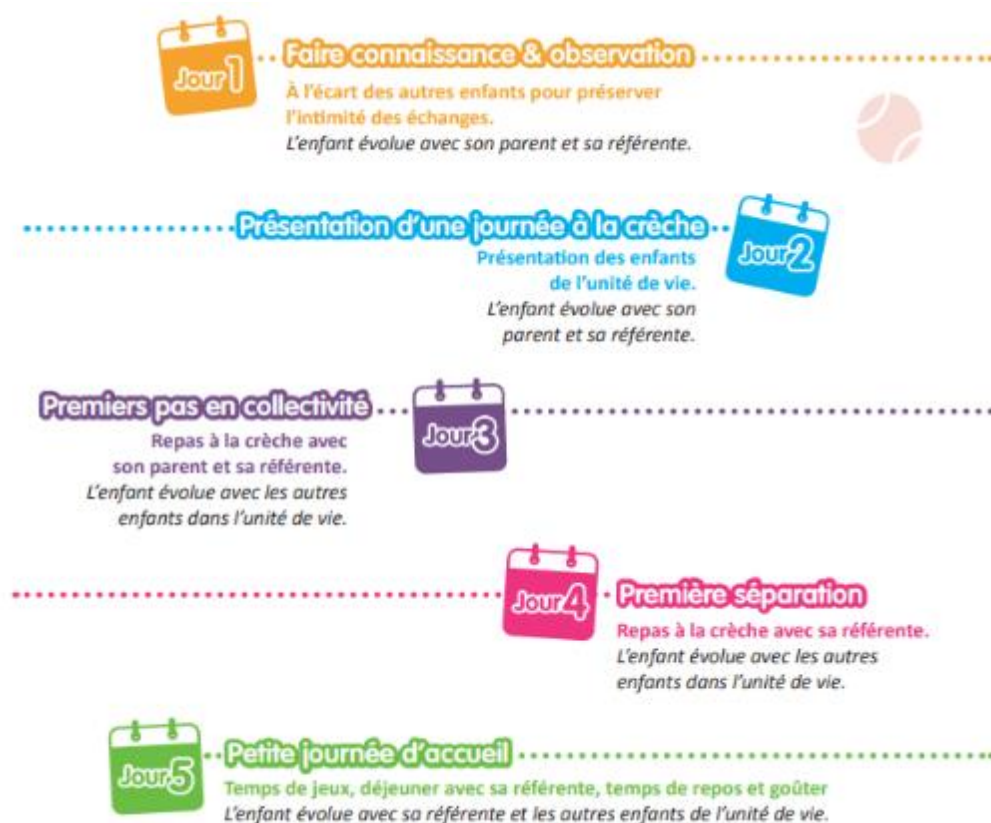 Jour 1
Faire connaissance & observation
À l'écart des autres enfants pour préserver
l'intimité des échanges.
L'enfant évolue avec son parent et sa référente.
Présentation d'une journée à la crèche
Jour 2
Présentation des enfants
de l'unité de vie.
L'enfant évolue avec son
parent et sa référente.
Premiers pas en collectivité
Jour 3
Repas à la crèche avec
son parent et sa référente.
L'enfant évolue avec les autres
enfants dans l'unité de vie.
Jour 4
Première séparation
Repas à la crèche avec sa référente.
L'enfant évolue avec les autres
enfants dans l'unité de vie.
Jour 5
Petite journée d'accueil
Temps de jeux, déjeuner avec sa référente, temps de repos et goûter
L'enfant évolue avec sa référente et les autres enfants de l'unité de vie.